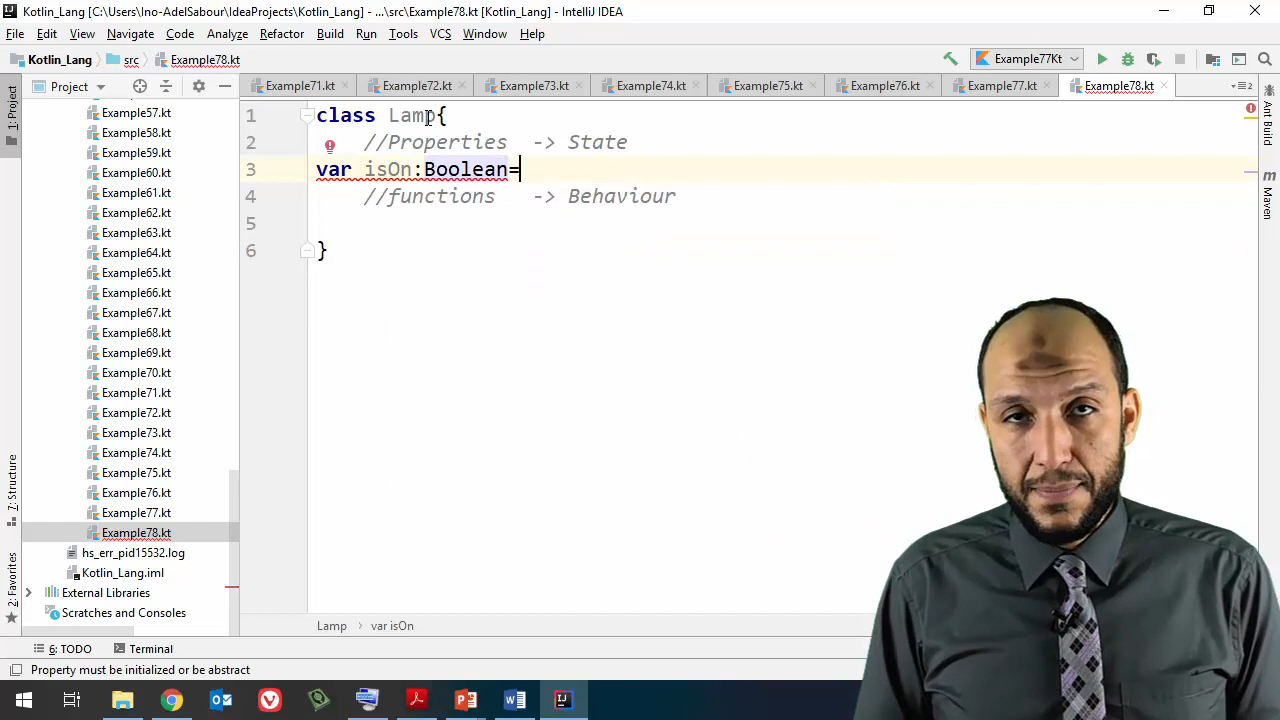 Kotlin_Lang [C:\Users\Ino-AdelSabour\IdeaProjects\Kotlin_Lang] - ...\src\Example78.kt [Kotlin_Lang] - IntelliJ IDEA
File Edit View Navigate Code Analyze Refactor Build Run Tools VCS Window Help
Kotlin_Lang src Example78.kt Example77Kt
Project Example71.kt Example72.kt Example73.kt Example74.kt Example75.kt Example76.kt Example77.kt Example78.kt
1: Project
7: Structure
2: Favorites
Ant Build
Maven
Example57.kt
Example58.kt
Example59.kt
Example60.kt
Example61.kt
Example62.kt
Example63.kt
Example64.kt
Example65.kt
Example66.kt
Example67.kt
Example68.kt
Example69.kt
Example70.kt
Example71.kt
Example72.kt
Example73.kt
Example74.kt
Example75.kt
Example76.kt
Example77.kt
Example78.kt
hs_err_pid15532.log
Kotlin_Lang.iml
External Libraries
Scratches and Consoles
1 class Lamp{
2 //Properties -> State
3 var isOn:Boolean=
4 //functions -> Behaviour
5
6 }
Lamp › var isOn
6: TODO Terminal
Property must be initialized or be abstract